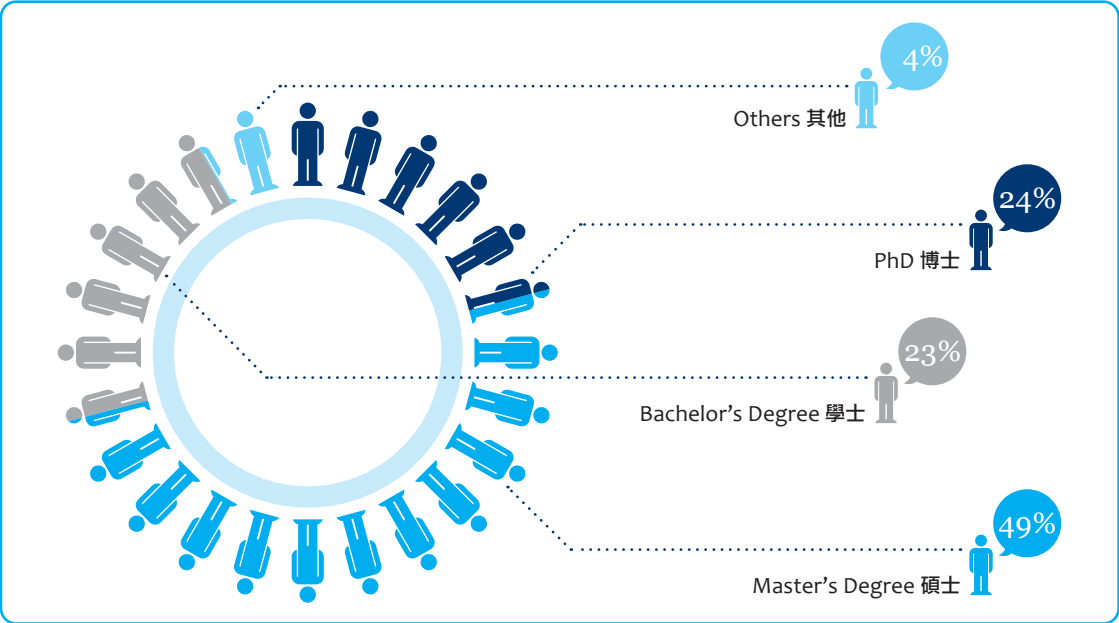 4%
Others 其他
24%
PhD 博士
23%
Bachelor’s Degree 學士
49%
Master’s Degree 碩士